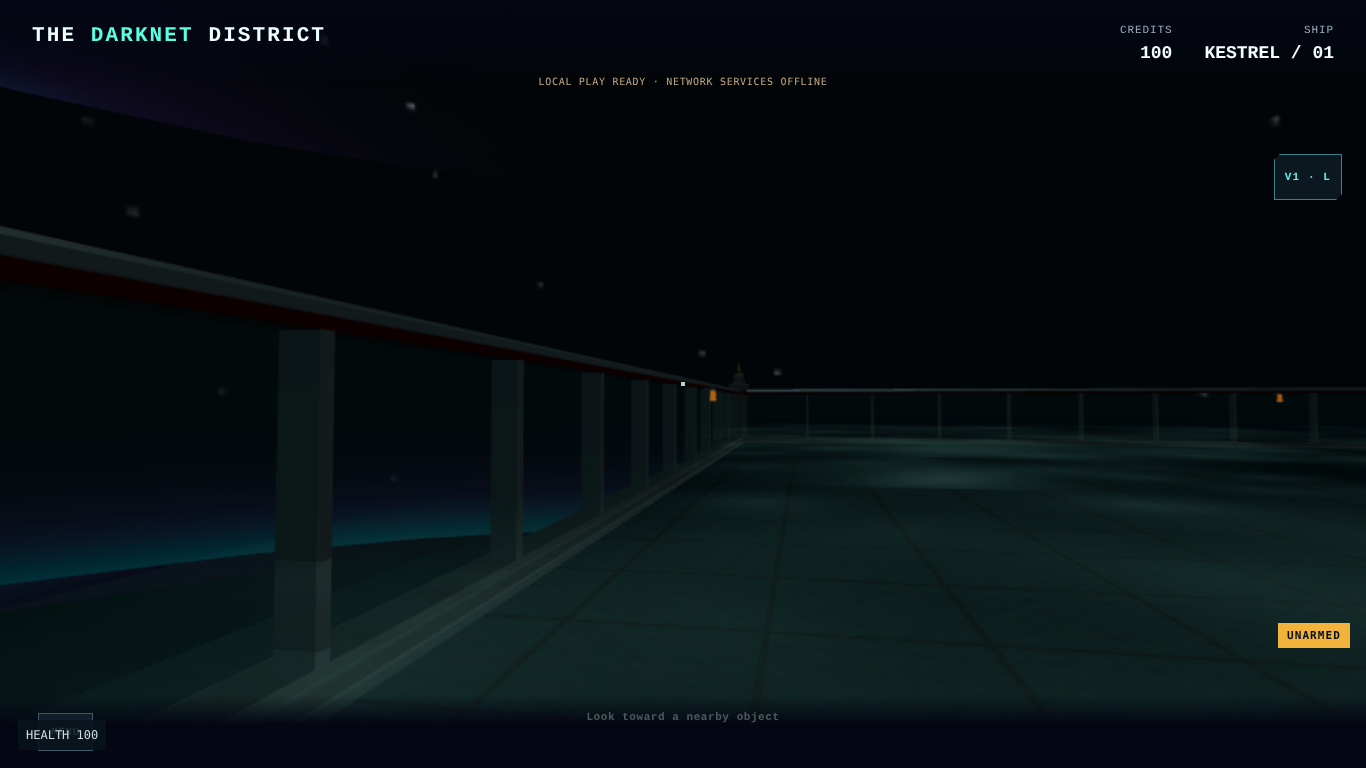 THE DARKNET DISTRICT
CREDITS
100
SHIP
KESTREL / 01
LOCAL PLAY READY · NETWORK SERVICES OFFLINE
V1 · L
UNARMED
Look toward a nearby object
HEALTH 100